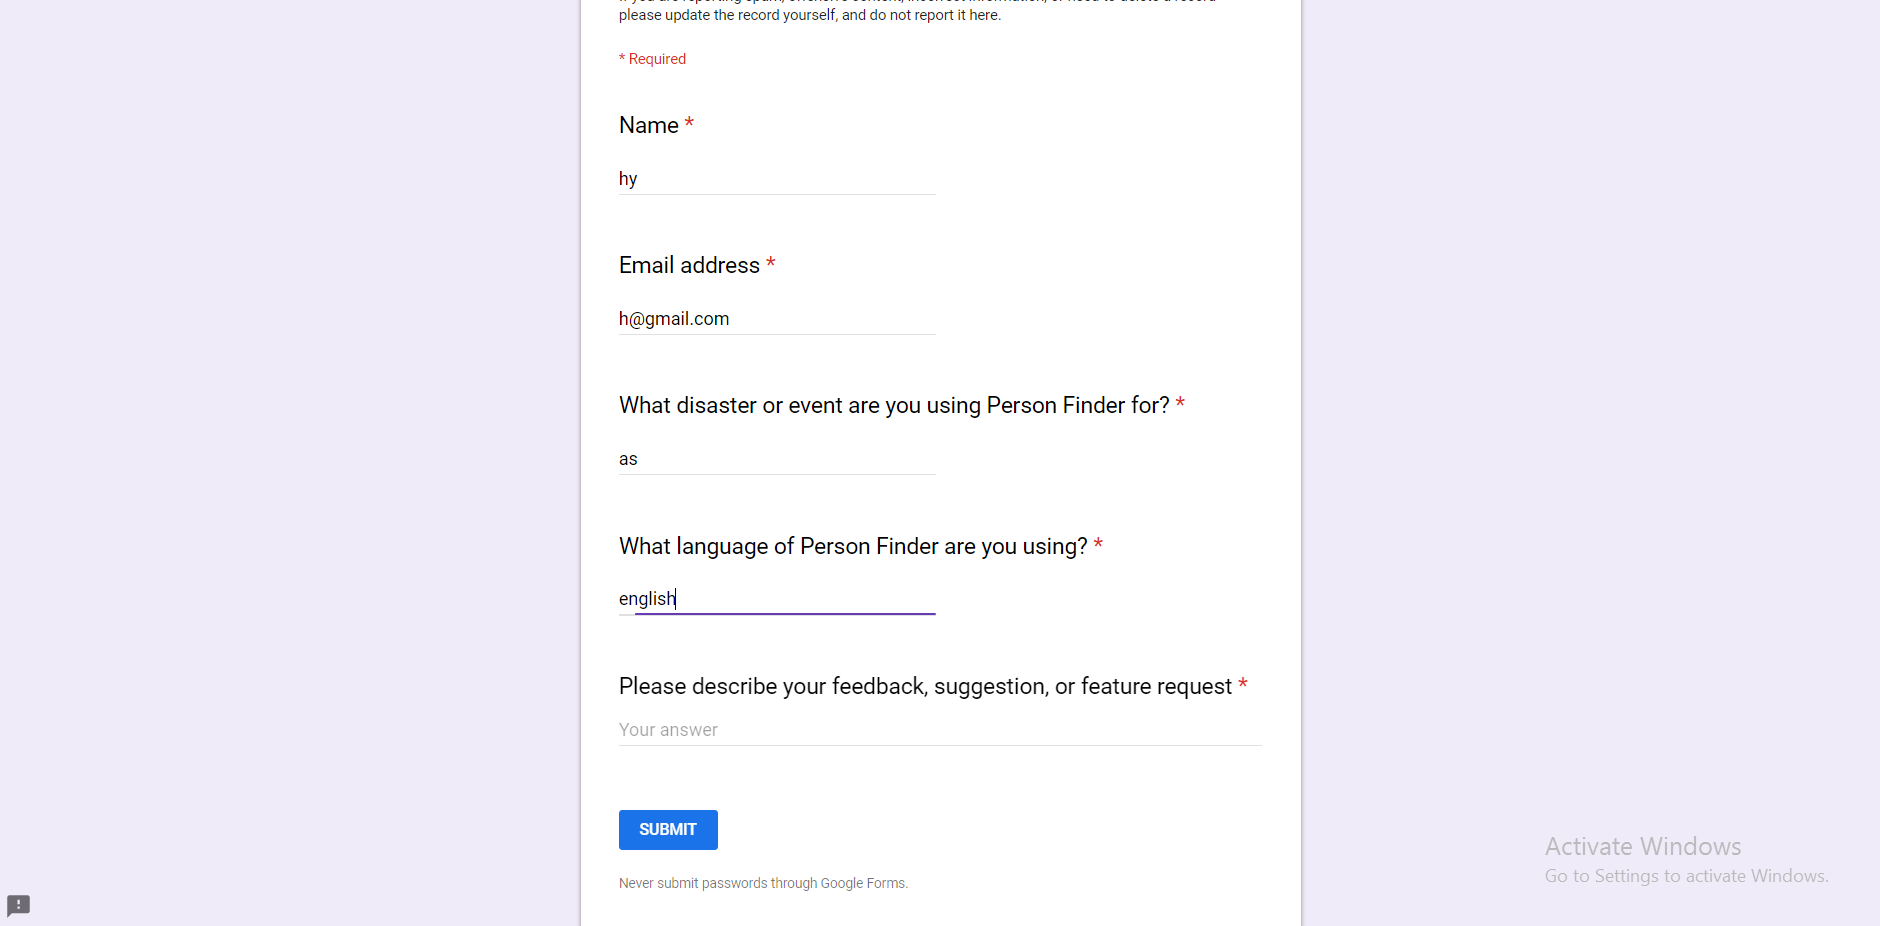 please update the record yourself, and do not report it here.
* Required
Name *
hy
Email address *
h@gmail.com
What disaster or event are you using Person Finder for? *
as
What language of Person Finder are you using? *
english
Please describe your feedback, suggestion, or feature request *
Your answer
SUBMIT
Never submit passwords through Google Forms.
Activate Windows
Go to Settings to activate Windows.